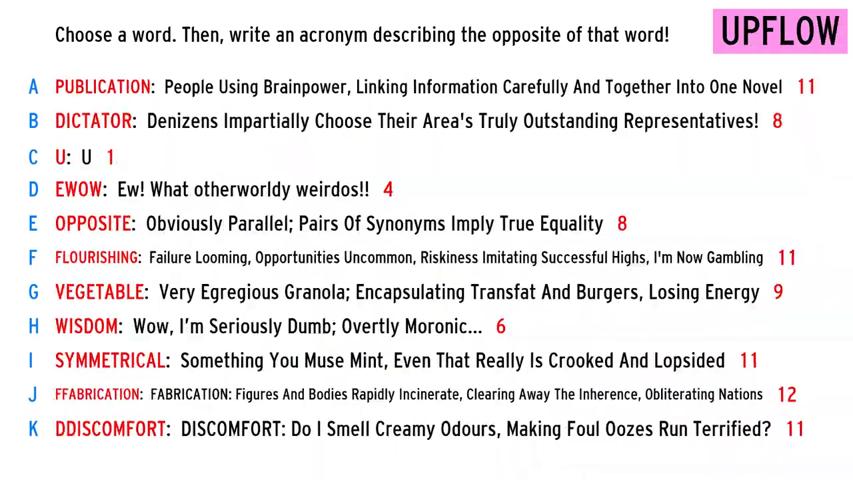 Choose a word. Then, write an acronym describing the opposite of that word!
UPFLOW
A PUBLICATION: People Using Brainpower, Linking Information Carefully And Together Into One Novel 11
B DICTATOR: Denizens Impartially Choose Their Area's Truly Outstanding Representatives! 8
C U: U 1
D EWOW: Ew! What otherworldy weirdos!! 4
E OPPOSITE: Obviously Parallel; Pairs Of Synonyms Imply True Equality 8
F FLOURISHING: Failure Looming, Opportunities Uncommon, Riskiness Imitating Successful Highs, I'm Now Gambling 11
G VEGETABLE: Very Egregious Granola; Encapsulating Transfat And Burgers, Losing Energy 9
H WISDOM: Wow, I'm Seriously Dumb; Overtly Moronic... 6
I SYMMETRICAL: Something You Muse Mint, Even That Really Is Crooked And Lopsided 11
J FFABRICATION: FABRICATION: Figures And Bodies Rapidly Incinerate, Clearing Away The Inherence, Obliterating Nations 12
K DDISCOMFORT: DISCOMFORT: Do I Smell Creamy Odours, Making Foul Oozes Run Terrified? 11